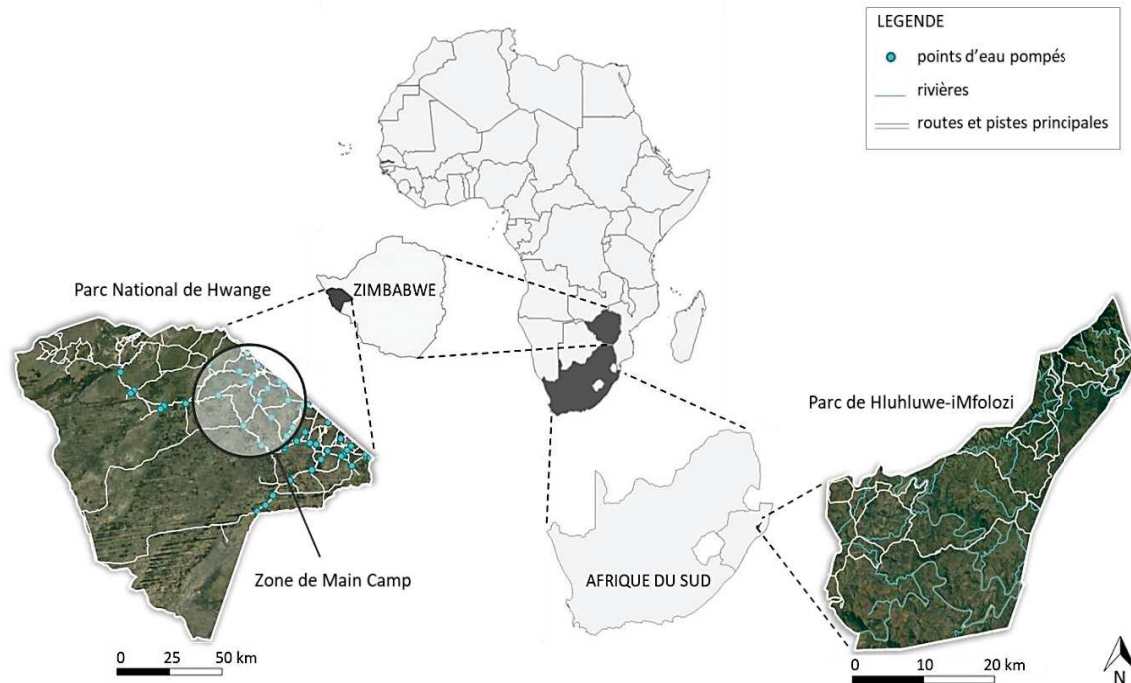 LEGENDE
points d'eau pompés
rivières
routes et pistes principales
Parc National de Hwange
ZIMBABWE
Parc de Hluhluwe-iMfolozi
Zone de Main Camp
AFRIQUE DU SUD
0 25 50 km
0 10 20 km
N